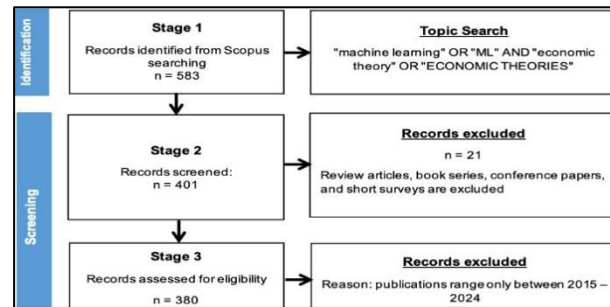 Identification
Stage 1
Records identified from Scopus
searching
n = 583
Topic Search
"machine learning" OR "ML" AND "economic
theory" OR "ECONOMIC THEORIES"
Screening
Stage 2
Records screened:
n = 401
Records excluded
n = 21
Review articles, book series, conference papers,
and short surveys are excluded
Stage 3
Records assessed for eligibility
n = 380
Records excluded
Reason: publications range only between 2015 –
2024